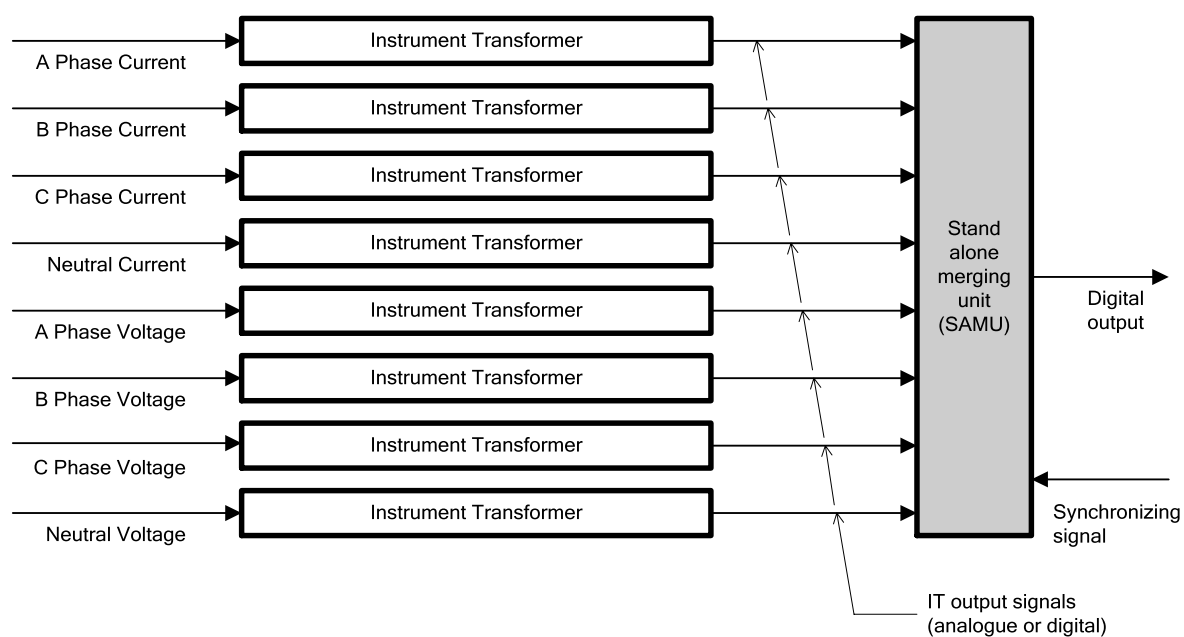 Instrument Transformer
A Phase Current
Instrument Transformer
B Phase Current
Instrument Transformer
C Phase Current
Instrument Transformer
Neutral Current
Instrument Transformer
A Phase Voltage
Instrument Transformer
B Phase Voltage
Instrument Transformer
C Phase Voltage
Instrument Transformer
Neutral Voltage
Stand
alone
merging
unit
(SAMU)
Digital
output
Synchronizing
signal
IT output signals
(analogue or digital)